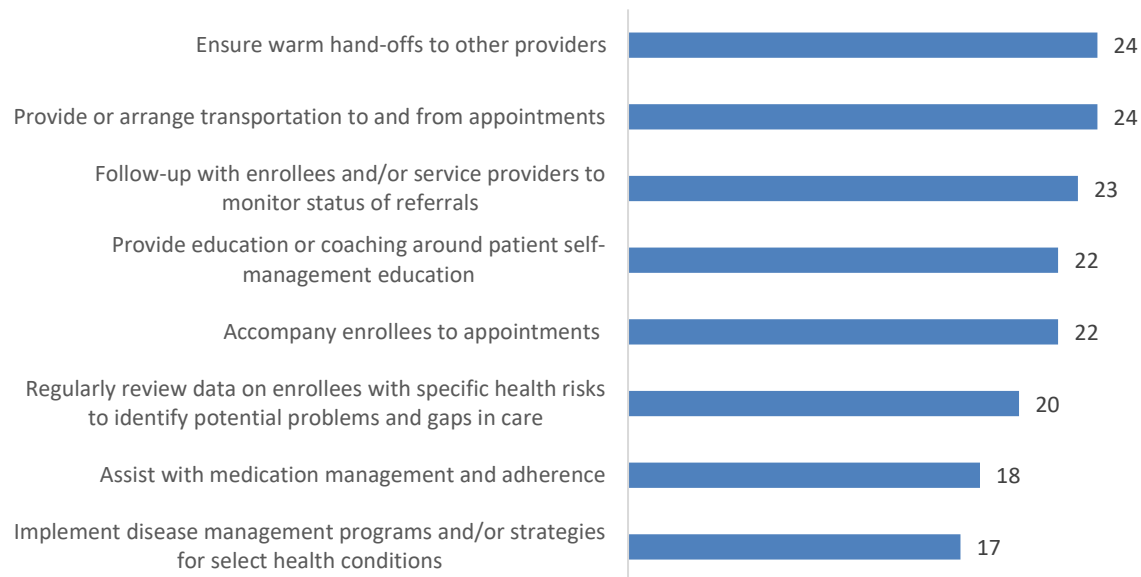 Ensure warm hand-offs to other providers
24
Provide or arrange transportation to and from appointments
24
Follow-up with enrollees and/or service providers to
monitor status of referrals
23
Provide education or coaching around patient self-
management education
22
Accompany enrollees to appointments
22
Regularly review data on enrollees with specific health risks
to identify potential problems and gaps in care
20
Assist with medication management and adherence
18
Implement disease management programs and/or strategies
for select health conditions
17